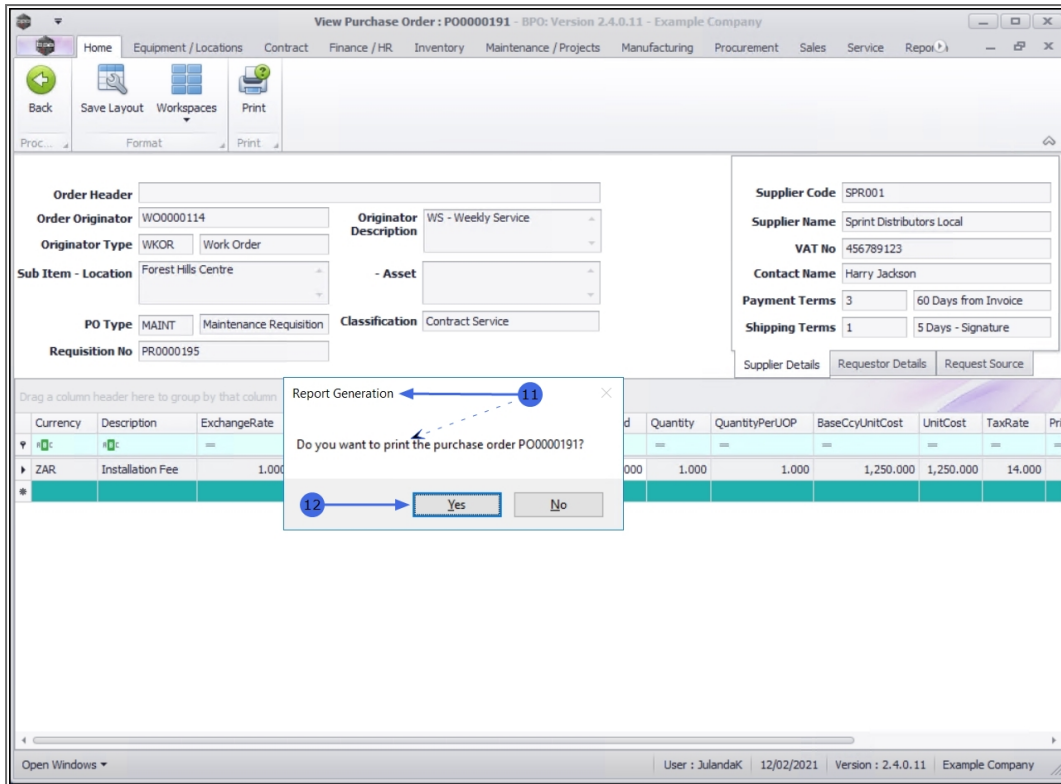 View Purchase Order : PO0000191 - BPO: Version 2.4.0.11 - Example Company
Home Equipment / Locations Contract Finance / HR Inventory Maintenance / Projects Manufacturing Procurement Sales Service
Back Save Layout Workspaces Print
Proc... Format Print
Order Header
Order Originator WO0000114 Originator Description WS - Weekly Service
Originator Type WKOR Work Order
Sub Item - Location Forest Hills Centre - Asset
PO Type MAINT Maintenance Requisition Classification Contract Service
Requisition No PR0000195
Supplier Code SPR001
Supplier Name Sprint Distributors Local
VAT No 456789123
Contact Name Harry Jackson
Payment Terms 3 60 Days from Invoice
Shipping Terms 1 5 Days - Signature
Supplier Details Requestor Details Request Source
Drag a column header here to group by that column
Currency Description ExchangeRate d Quantity QuantityPerUOP BaseCcyUnitCost UnitCost TaxRate Pri
= = = = = =
ZAR Installation Fee 1.000 000 1.000 1.000 1,250.000 1,250.000 14.000
Report Generation 11
Do you want to print the purchase order PO0000191?
12 Yes No
Open Windows User : JulandaK 12/02/2021 Version : 2.4.0.11 Example Company